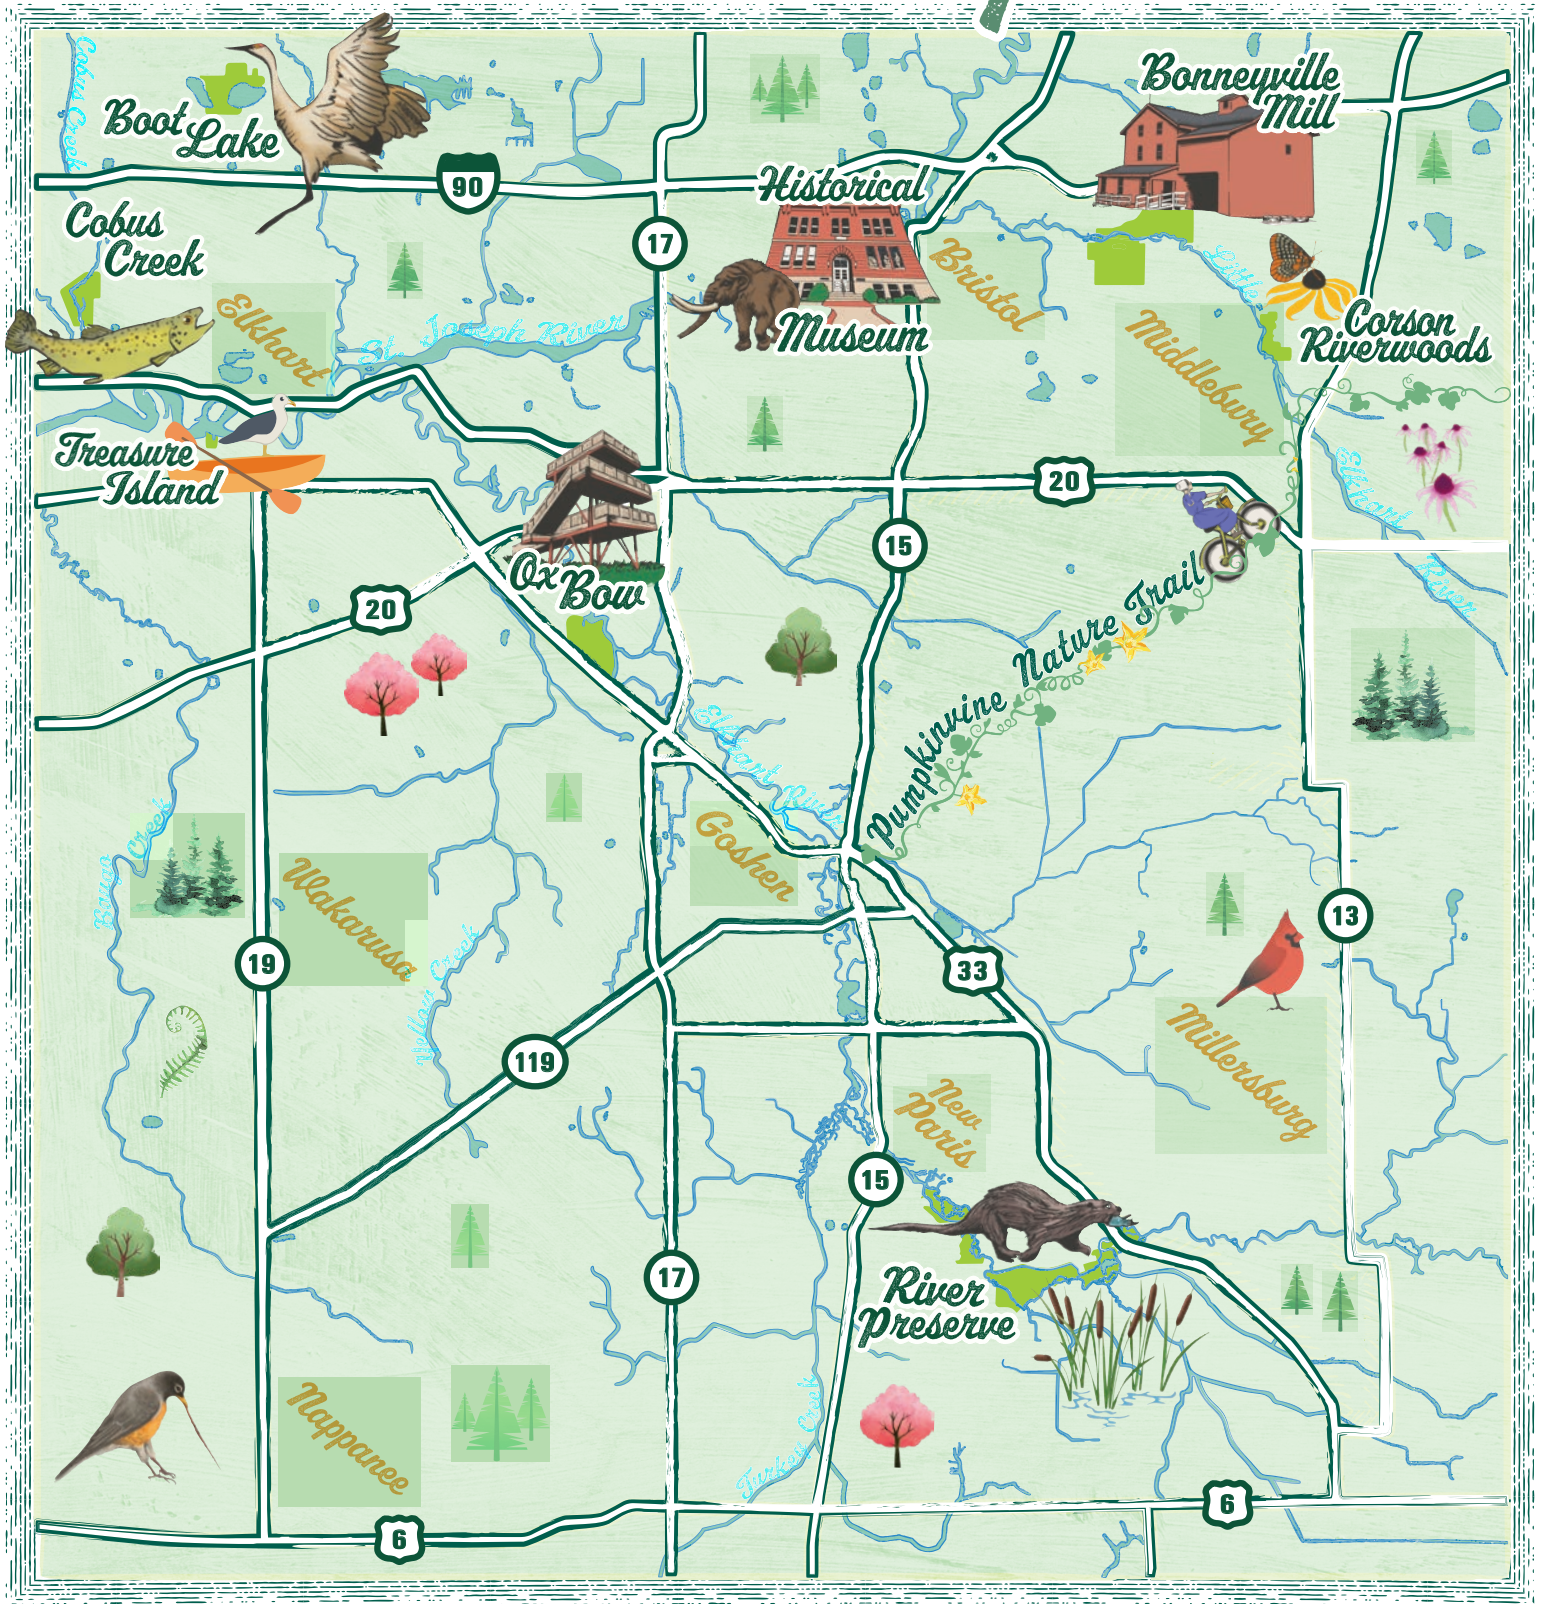 Cobus Creek
Boot
Lake
Bonneyville
Mill
90
Historical
Museum
Cobus
Creek
17
Bristol
Little
Elkhart
St. Joseph River
Middlebury
Corson
Riverwoods
Treasure
Island
20
Elkhart
River
15
Ox
Bow
20
Pumpkinvine Nature Trail
Elkhart River
Goshen
Baugo Creek
Wakarusa
13
19
Yellow Creek
33
Millersburg
119
New
Paris
15
17
River
Preserve
Turkey Creek
Nappanee
6
6